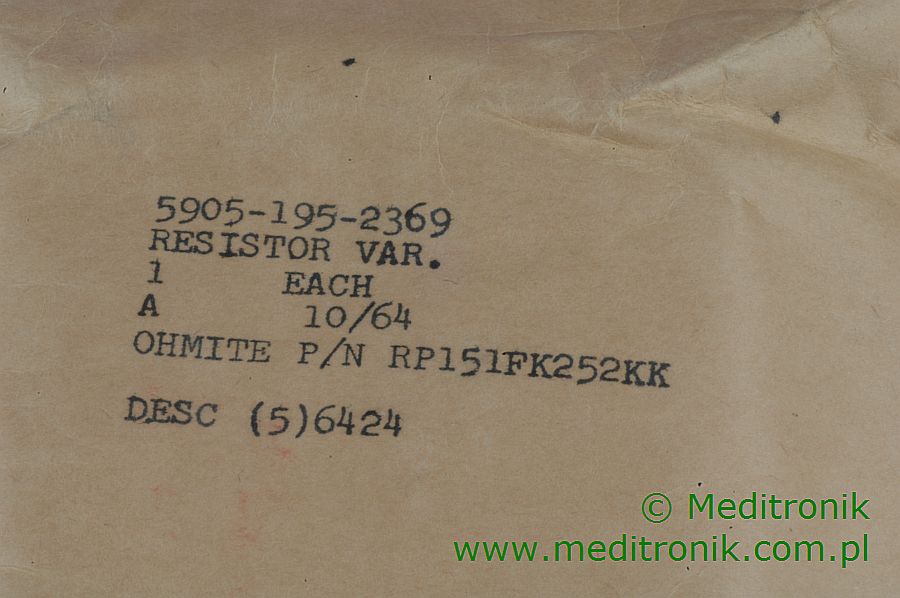 5905-195-2369
RESISTOR VAR.
1 EACH
A 10/64
OHMITE P/N RP151FK252KK
DESC (5)6424
© Meditronik
www.meditronik.com.pl